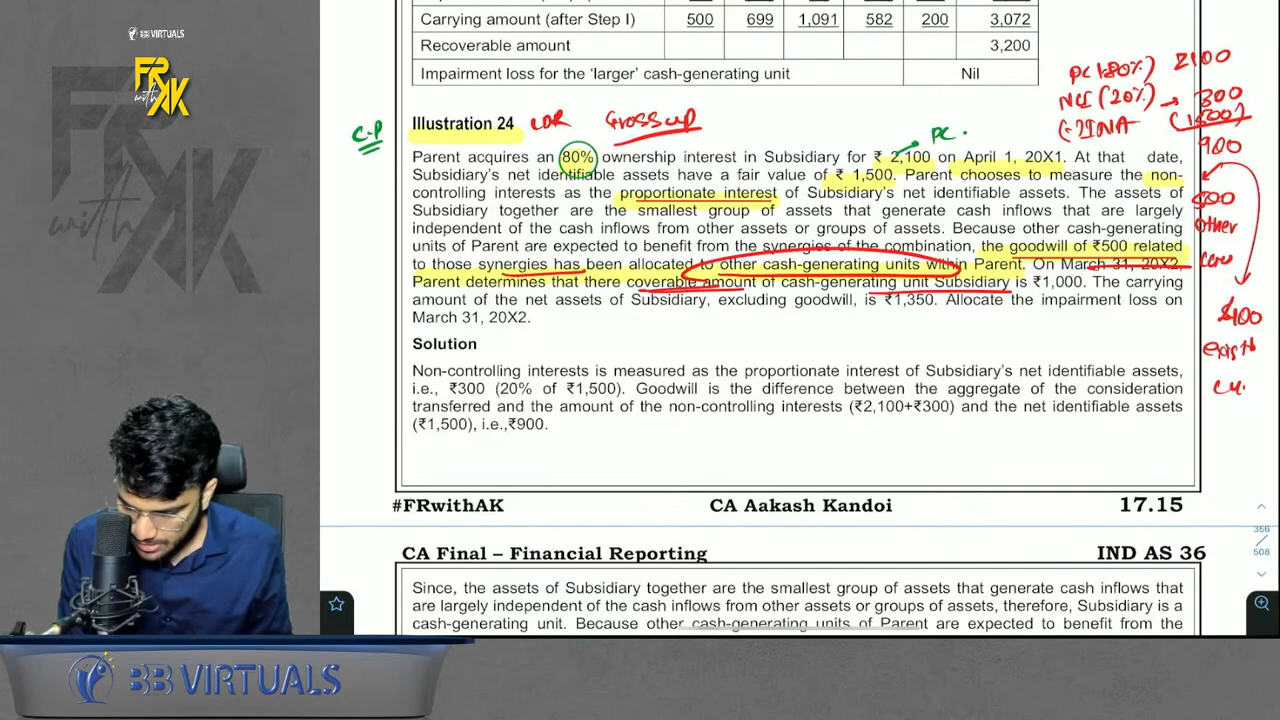 BB VIRTUALS
FR
with
AK
Carrying amount (after Step I) 500 699 1,091 582 200 3,072
Recoverable amount 3,200
Impairment loss for the 'larger' cash-generating unit Nil
PC (80%) 2100
NCI (20%) → 300
(-) INA (1500)
900
500
other
400
C.P
Illustration 24
Gross up
PC.
Parent acquires an 80% ownership interest in Subsidiary for ₹ 2,100 on April 1, 20X1. At that date,
Subsidiary's net identifiable assets have a fair value of ₹ 1,500. Parent chooses to measure the non-
controlling interests as the proportionate interest of Subsidiary's net identifiable assets. The assets of
Subsidiary together are the smallest group of assets that generate cash inflows that are largely
independent of the cash inflows from other assets or groups of assets. Because other cash-generating
units of Parent are expected to benefit from the synergies of the combination, the goodwill of ₹500 related
to those synergies has been allocated to other cash-generating units within Parent. On March 31, 20X2,
Parent determines that there coverable amount of cash-generating unit Subsidiary is ₹1,000. The carrying
amount of the net assets of Subsidiary, excluding goodwill, is ₹1,350. Allocate the impairment loss on
March 31, 20X2.
Solution
Non-controlling interests is measured as the proportionate interest of Subsidiary's net identifiable assets,
i.e., ₹300 (20% of ₹1,500). Goodwill is the difference between the aggregate of the consideration
transferred and the amount of the non-controlling interests (₹2,100+₹300) and the net identifiable assets
(₹1,500), i.e.,₹900.
#FRwithAK CA Aakash Kandoi 17.15
356
/
508
CA Final – Financial Reporting IND AS 36
Since, the assets of Subsidiary together are the smallest group of assets that generate cash inflows that
are largely independent of the cash inflows from other assets or groups of assets, therefore, Subsidiary is a
cash-generating unit. Because other cash-generating units of Parent are expected to benefit from the
BB VIRTUALS